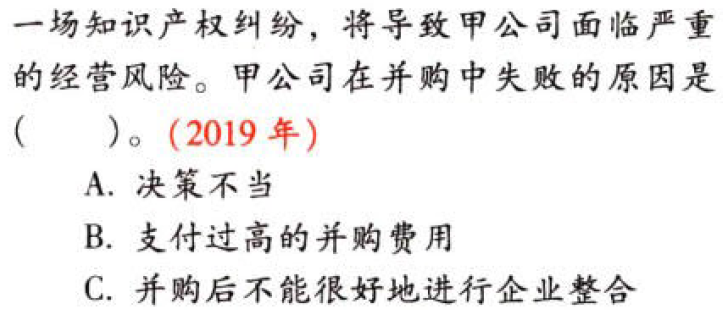 一场知识产权纠纷，将导致甲公司面临严重
的经营风险。甲公司在并购中失败的原因是
(　　)。(2019 年)
A. 决策不当
B. 支付过高的并购费用
C. 并购后不能很好地进行企业整合